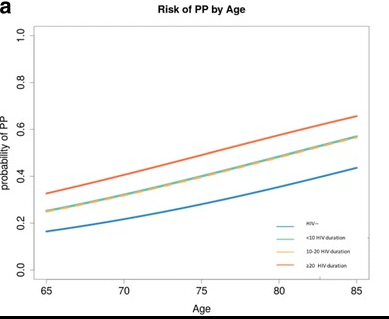 a
Risk of PP by Age
probability of PP
1.0
0.8
0.6
0.4
0.2
0.0
HIV−
<10 HIV-duration
10-20 HIV-duration
≥20 HIV-duration
65 70 75 80 85
Age